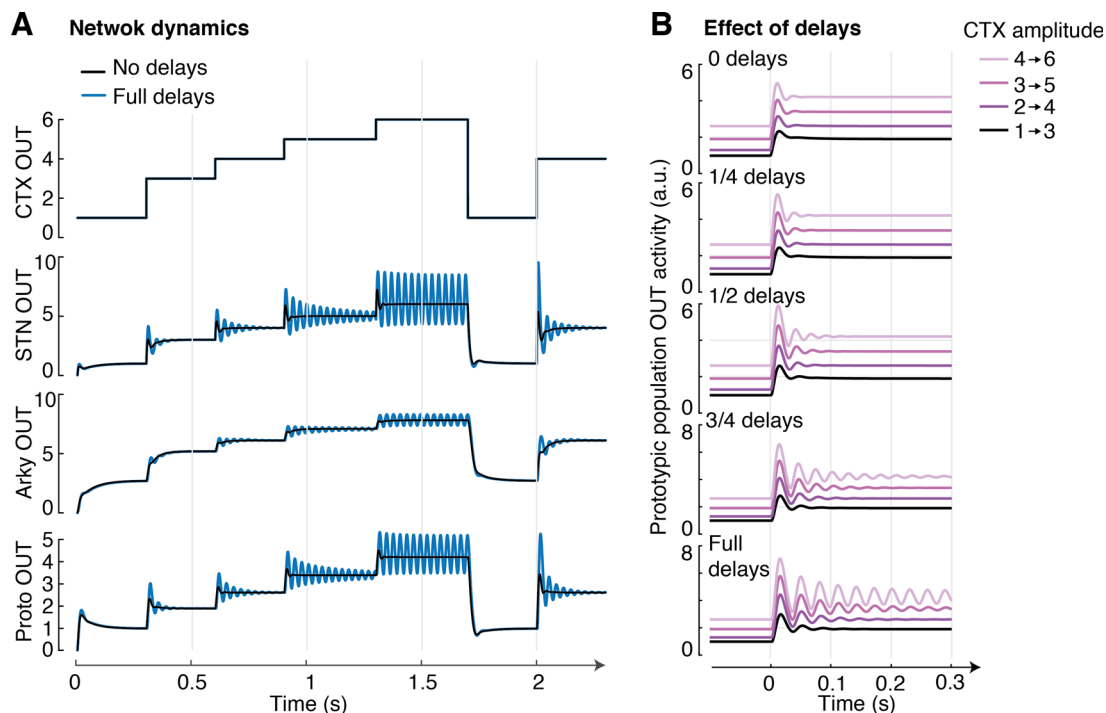 A Netwok dynamics
No delays
Full delays
CTX OUT
6
4
2
0
STN OUT
10
5
0
Arky OUT
10
5
0
Proto OUT
5
4
3
2
1
0
0 0.5 1 1.5 2
Time (s)
B Effect of delays
CTX amplitude
4→6
3→5
2→4
1→3
Prototypic population OUT activity (a.u.)
0 delays
6
0
1/4 delays
6
0
1/2 delays
6
0
3/4 delays
8
0
Full
delays
8
0
0 0.1 0.2 0.3
Time (s)